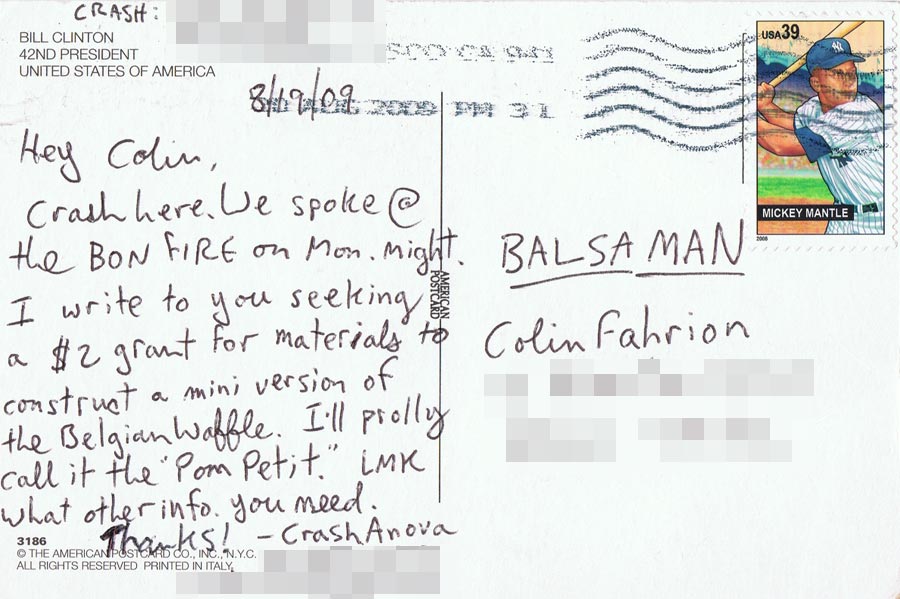 CRASH:
BILL CLINTON
42ND PRESIDENT
UNITED STATES OF AMERICA
8/19/09
PM 31
USA 39
MICKEY MANTLE
2006
Hey Colin,
Crash here. We spoke @
the BON FIRE on Mon. might.
I write to you seeking
a $2 grant for materials to
construct a mini version of
the Belgian Waffle. I'll prolly
call it the "Pom Petit." LMK
what other info. you need.
Thanks! - CrashAnova
AMERICAN
POSTCARD
BALSA MAN
Colin Fahrion
3186
© THE AMERICAN POSTCARD CO., INC., N.Y.C.
ALL RIGHTS RESERVED PRINTED IN ITALY.